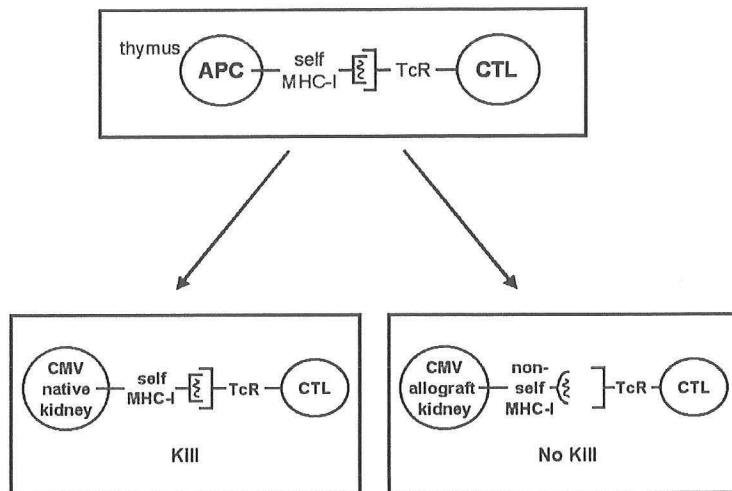 thymus
APC
self
MHC-I
TcR
CTL
CMV
native
kidney
self
MHC-I
TcR
CTL
Kill
CMV
allograft
kidney
non-
self
MHC-I
TcR
CTL
No Kill